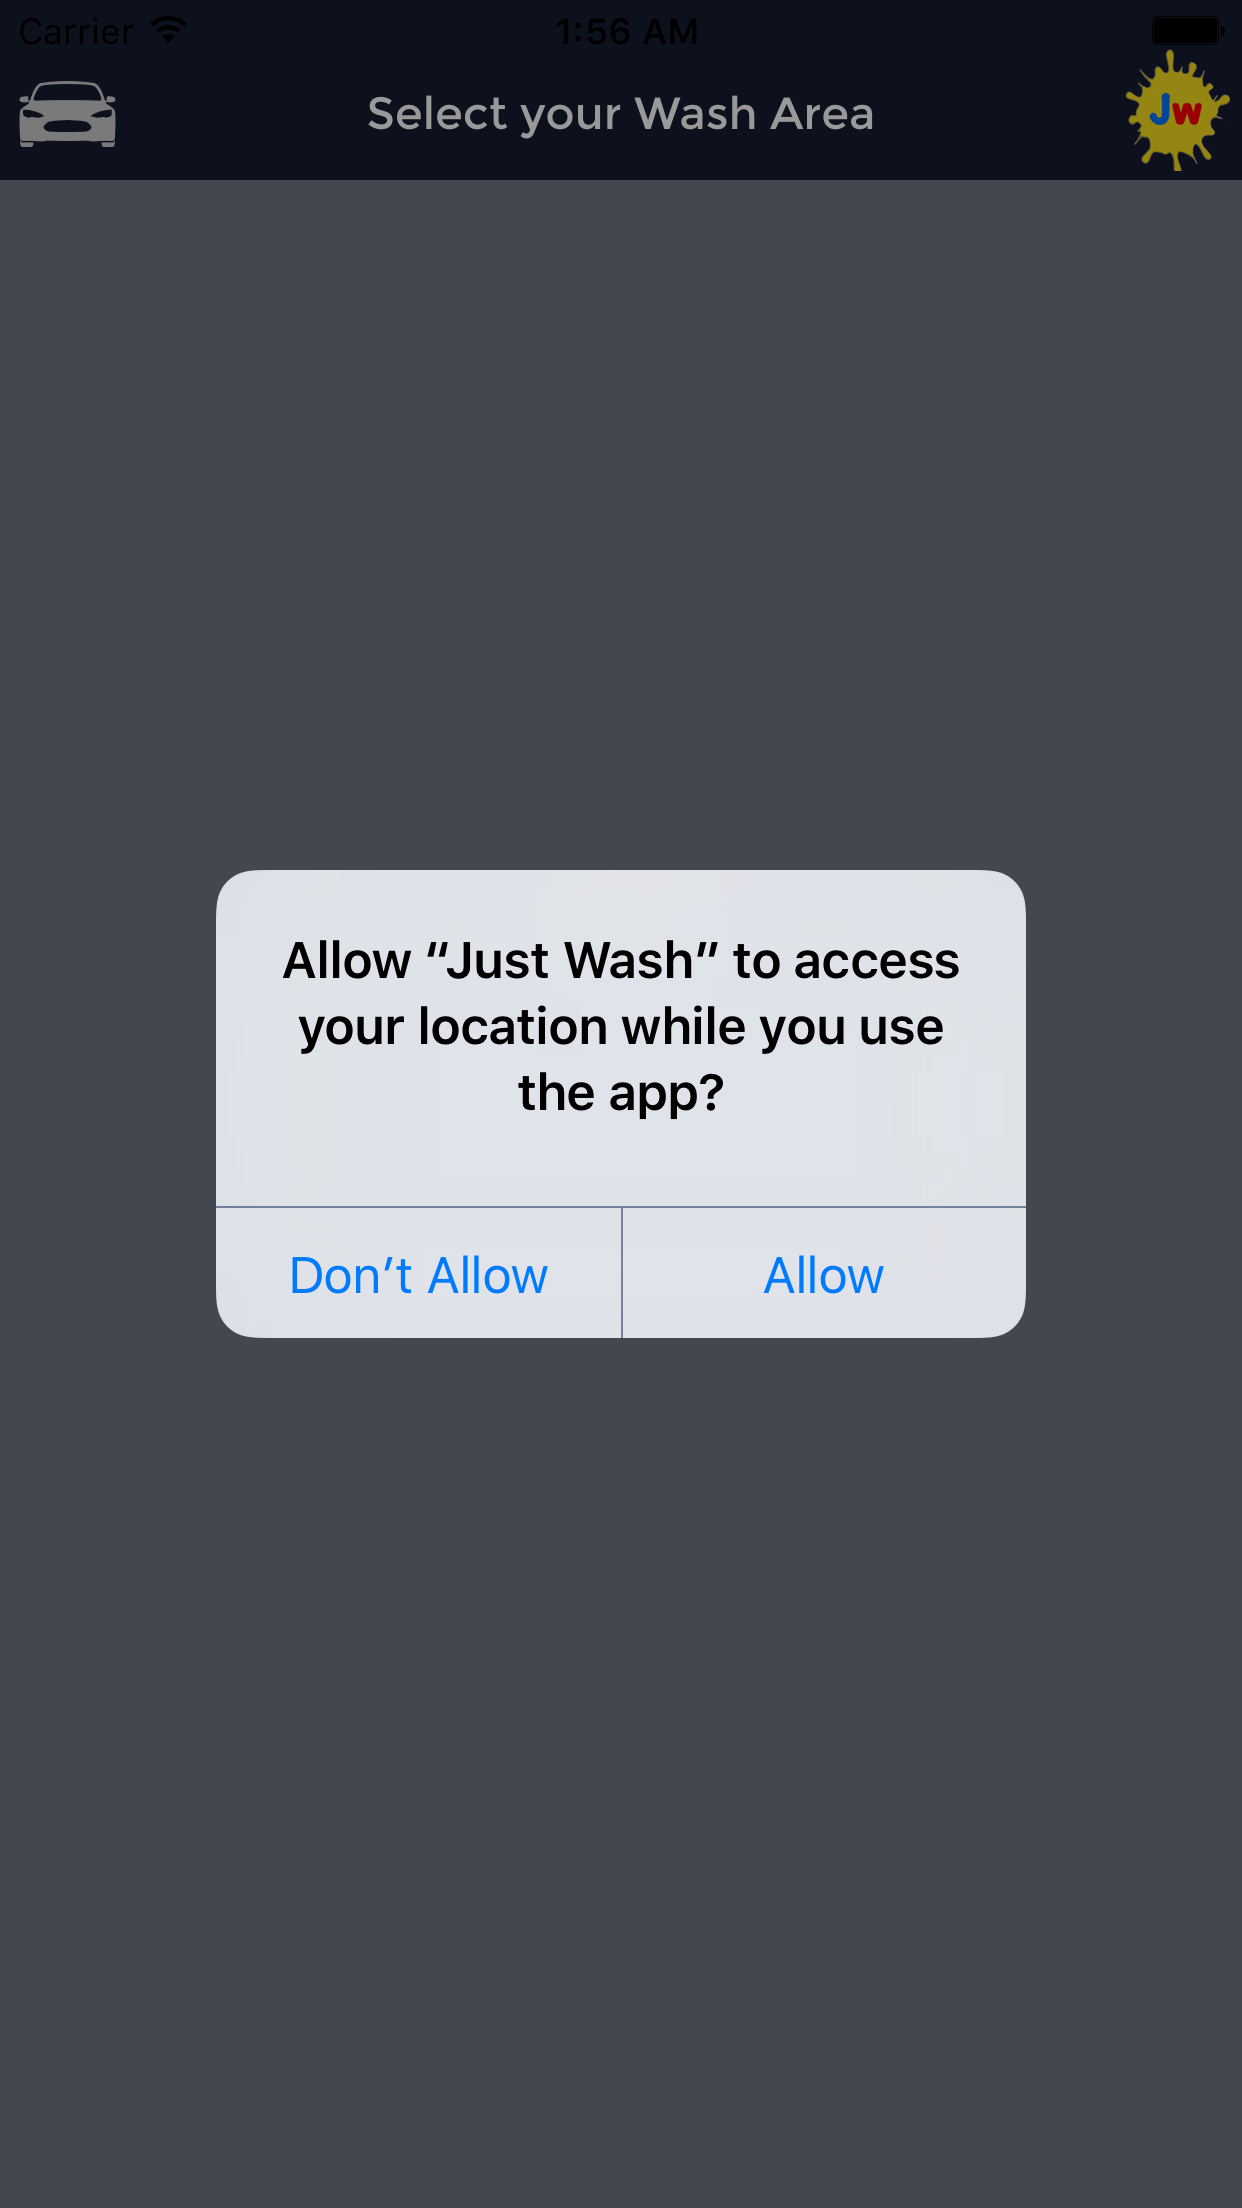 Carrier 1:56 AM
Select your Wash Area
JW
Allow “Just Wash” to access
your location while you use
the app?
Don’t Allow
Allow